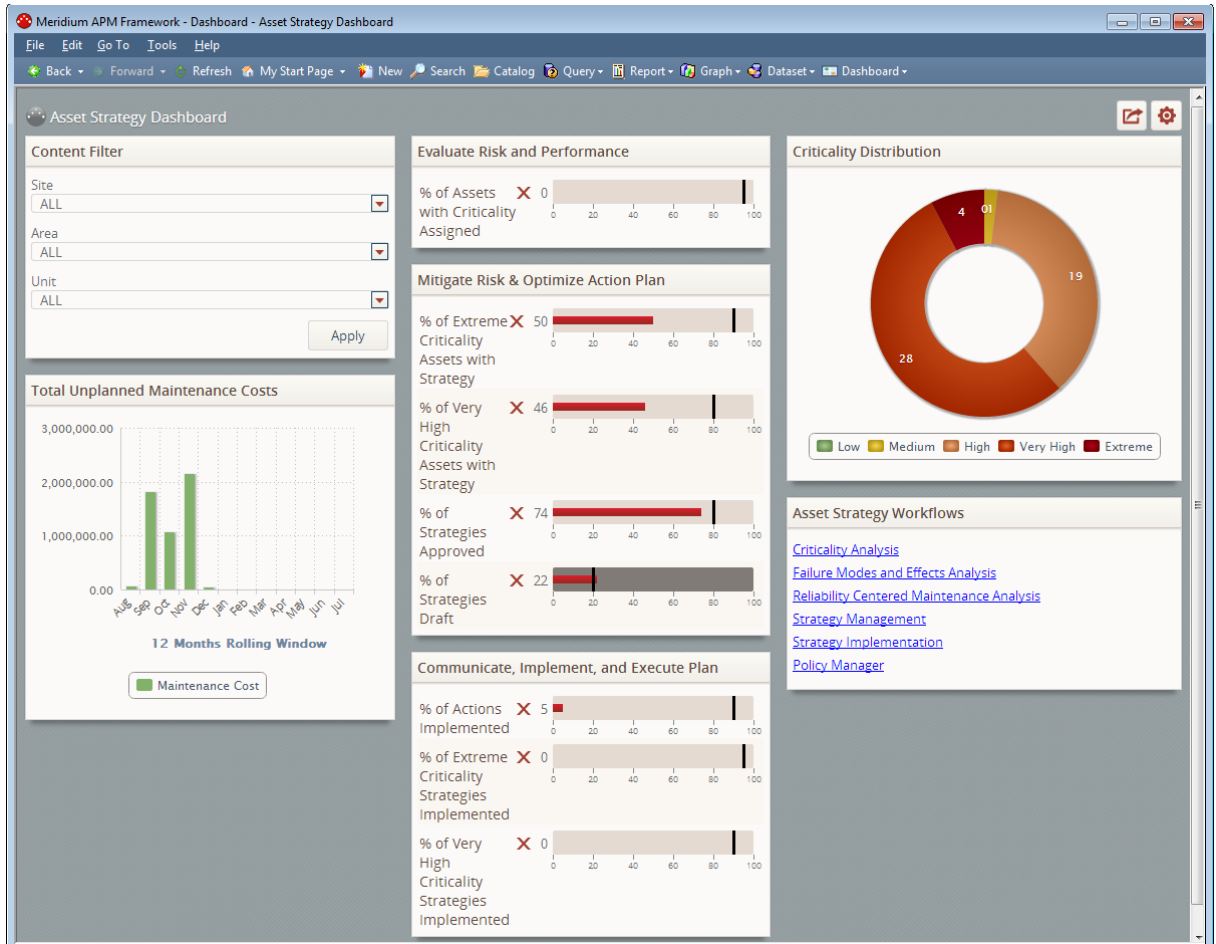 Meridium APM Framework - Dashboard - Asset Strategy Dashboard
File Edit Go To Tools Help
Back Forward Refresh My Start Page New Search Catalog Query Report Graph Dataset Dashboard
Asset Strategy Dashboard
Content Filter
Site
ALL
Area
ALL
Unit
ALL
Apply
Total Unplanned Maintenance Costs
3,000,000.00
2,000,000.00
1,000,000.00
0.00
Aug Sep Oct Nov Dec Jan Feb Mar Apr May Jun Jul
12 Months Rolling Window
Maintenance Cost
Evaluate Risk and Performance
% of Assets 0
with Criticality
Assigned
0 20 40 60 80 100
Mitigate Risk & Optimize Action Plan
% of Extreme 50
Criticality
Assets with
Strategy
0 20 40 60 80 100
% of Very 46
High
Criticality
Assets with
Strategy
0 20 40 60 80 100
% of 74
Strategies
Approved
0 20 40 60 80 100
% of 22
Strategies
Draft
0 20 40 60 80 100
Communicate, Implement, and Execute Plan
% of Actions 5
Implemented
0 20 40 60 80 100
% of Extreme 0
Criticality
Strategies
Implemented
0 20 40 60 80 100
% of Very 0
High
Criticality
Strategies
Implemented
0 20 40 60 80 100
Criticality Distribution
4 01
19
28
Low Medium High Very High Extreme
Asset Strategy Workflows
Criticality Analysis
Failure Modes and Effects Analysis
Reliability Centered Maintenance Analysis
Strategy Management
Strategy Implementation
Policy Manager